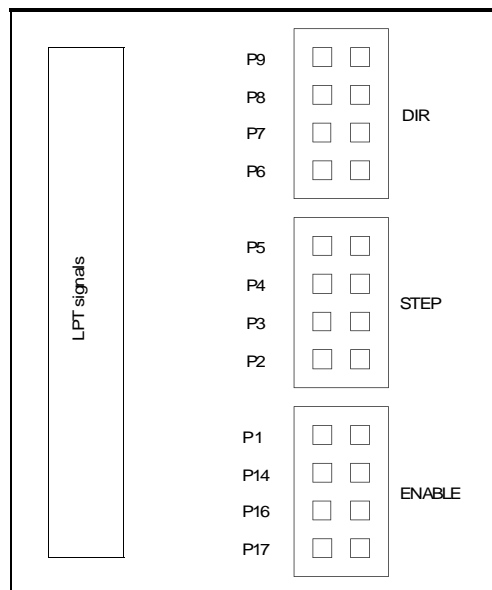 LPT signals
P9
P8
P7
P6
DIR
P5
P4
P3
P2
STEP
P1
P14
P16
P17
ENABLE